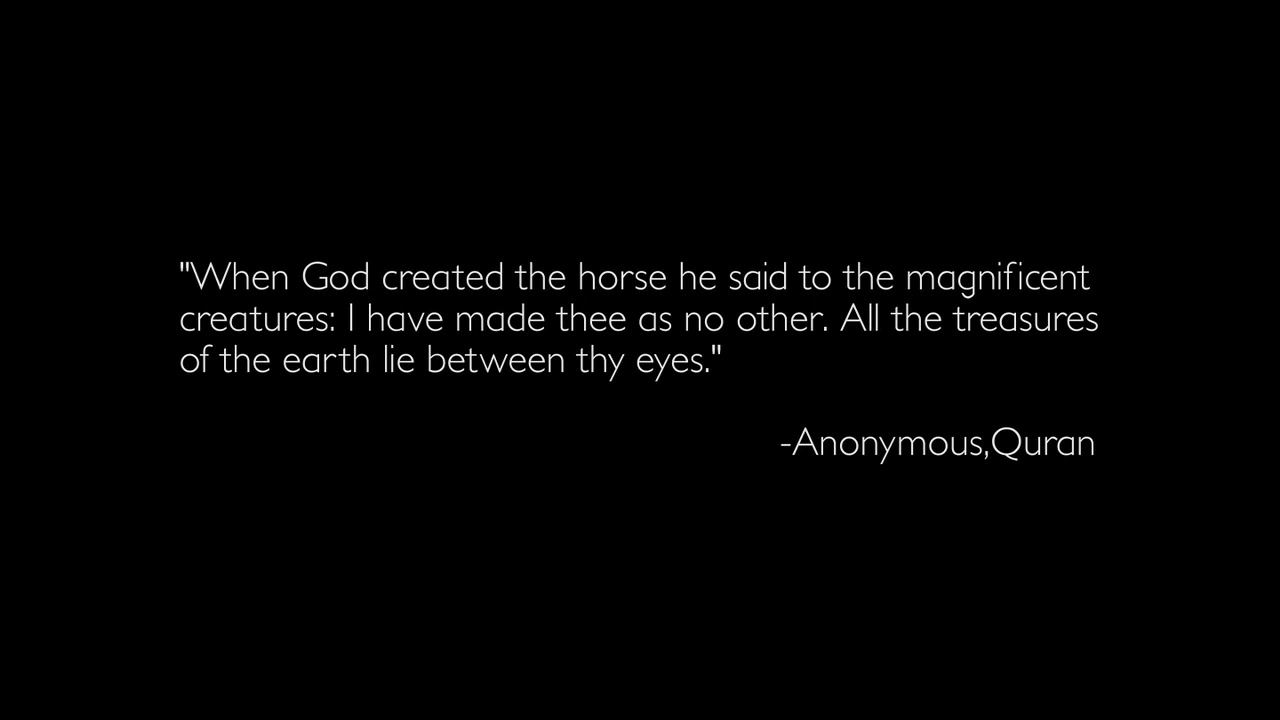 "When God created the horse he said to the magnificent
creatures: I have made thee as no other. All the treasures
of the earth lie between thy eyes."
-Anonymous,Quran